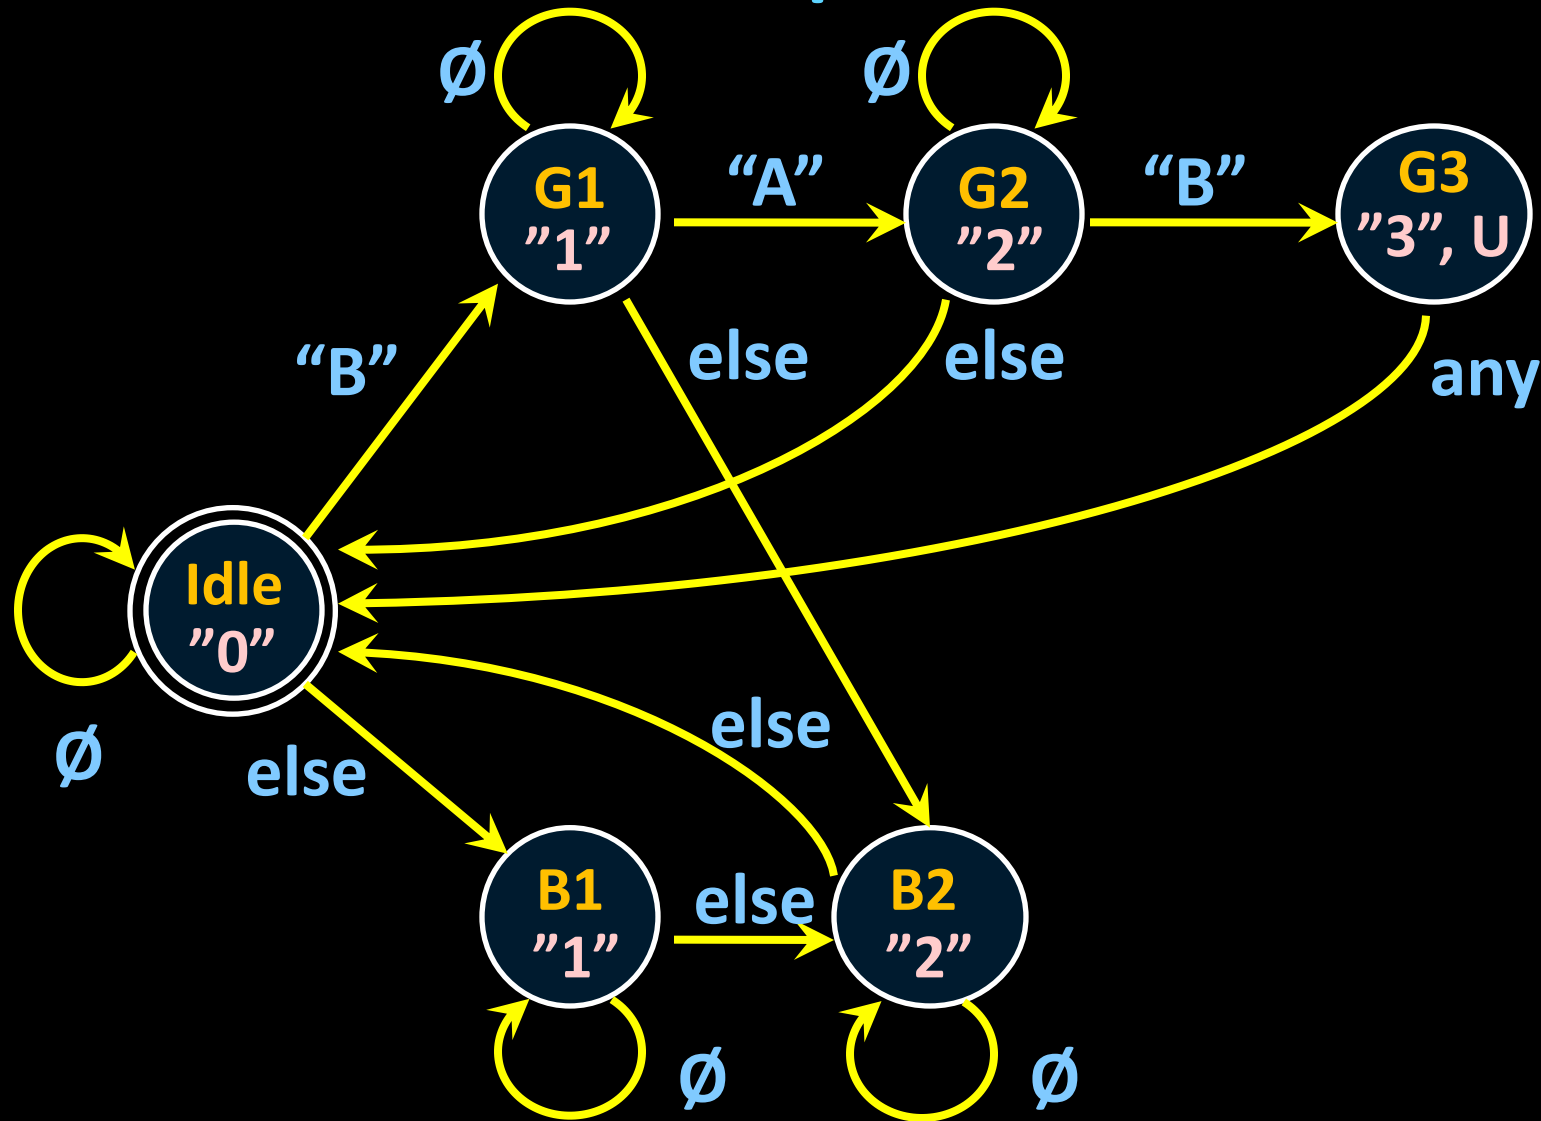 Ø
Ø
G1
”1”
“A”
G2
”2”
“B”
G3
”3”, U
“B”
else
else
any
Idle
”0”
Ø
else
else
B1
”1”
else
B2
”2”
Ø
Ø